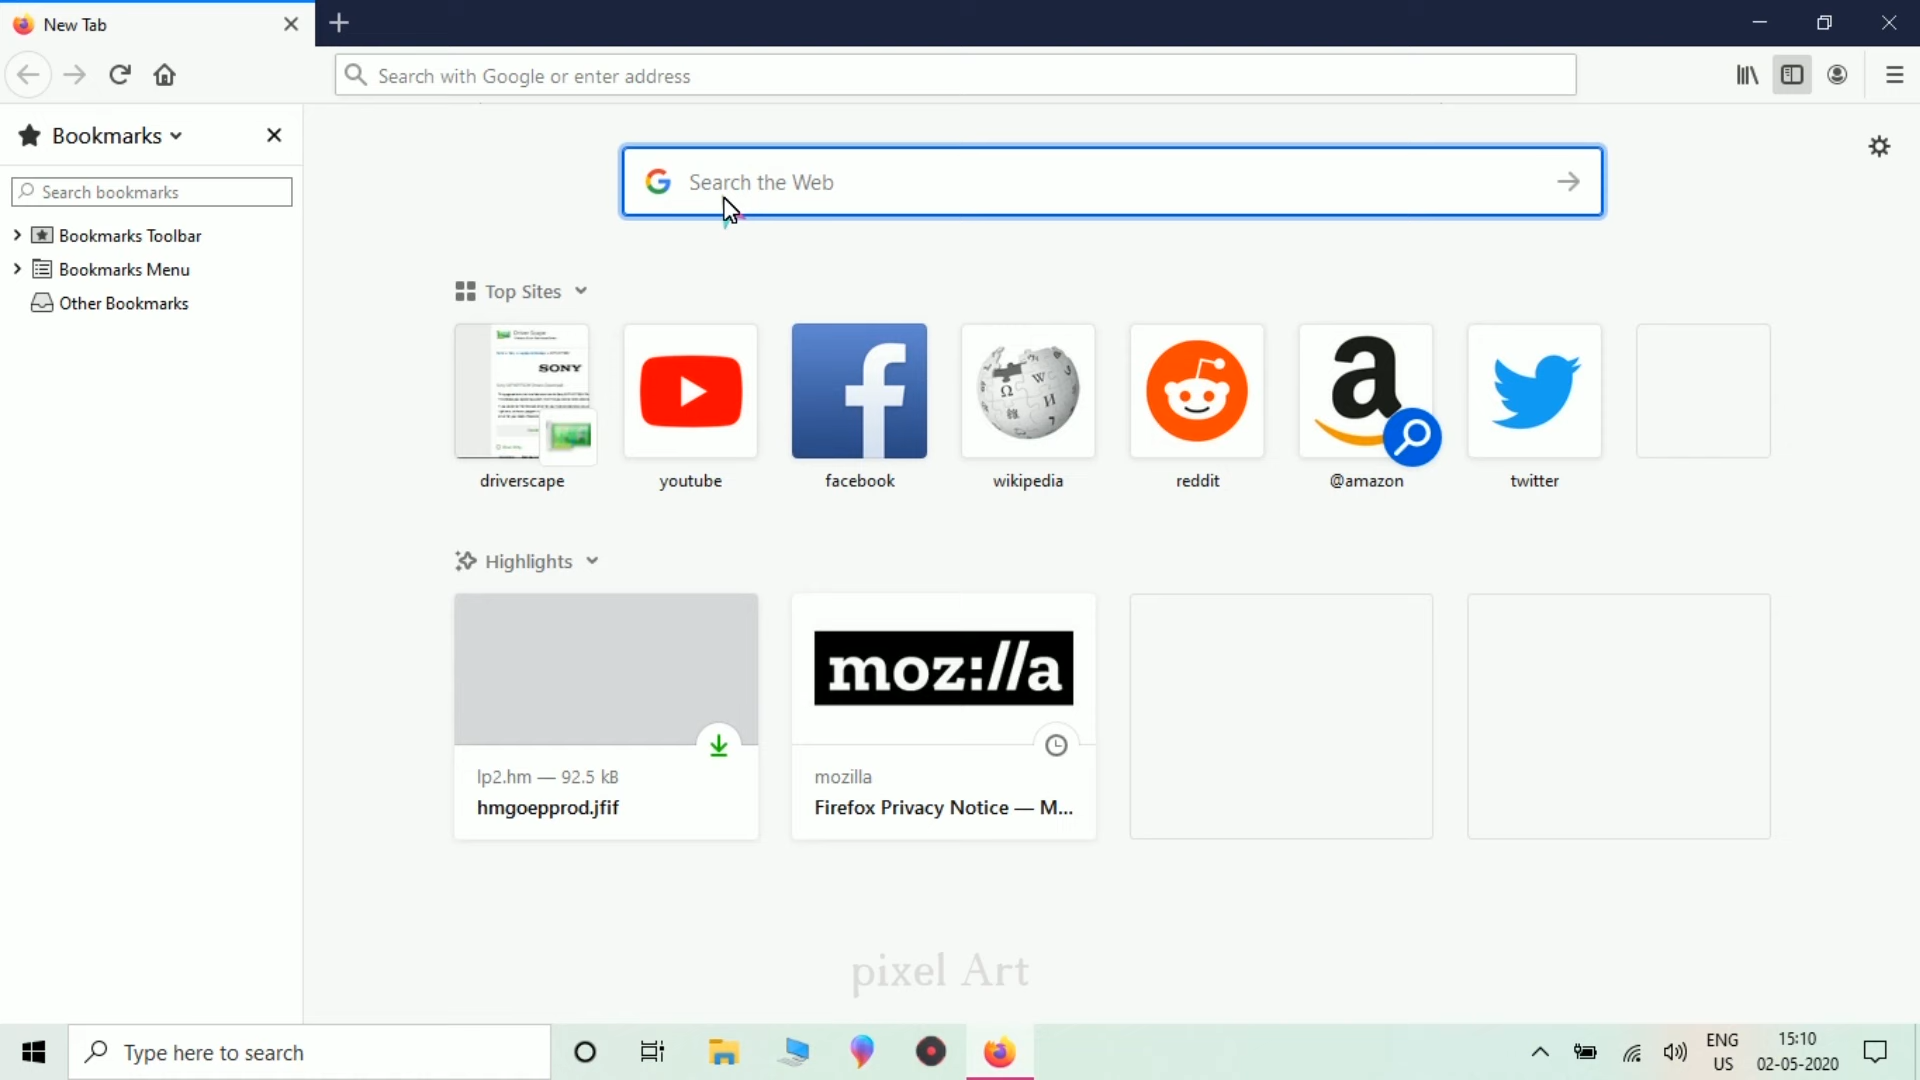 New Tab
Search with Google or enter address
Bookmarks
Search bookmarks
Bookmarks Toolbar
Bookmarks Menu
Other Bookmarks
Search the Web
Top Sites
SONY
driverscape
youtube
facebook
wikipedia
reddit
@amazon
twitter
Highlights
moz://a
lp2.hm — 92.5 kB
hmgoepprod.jfif
mozilla
Firefox Privacy Notice — M...
pixel Art
Type here to search
ENG
US
15:10
02-05-2020